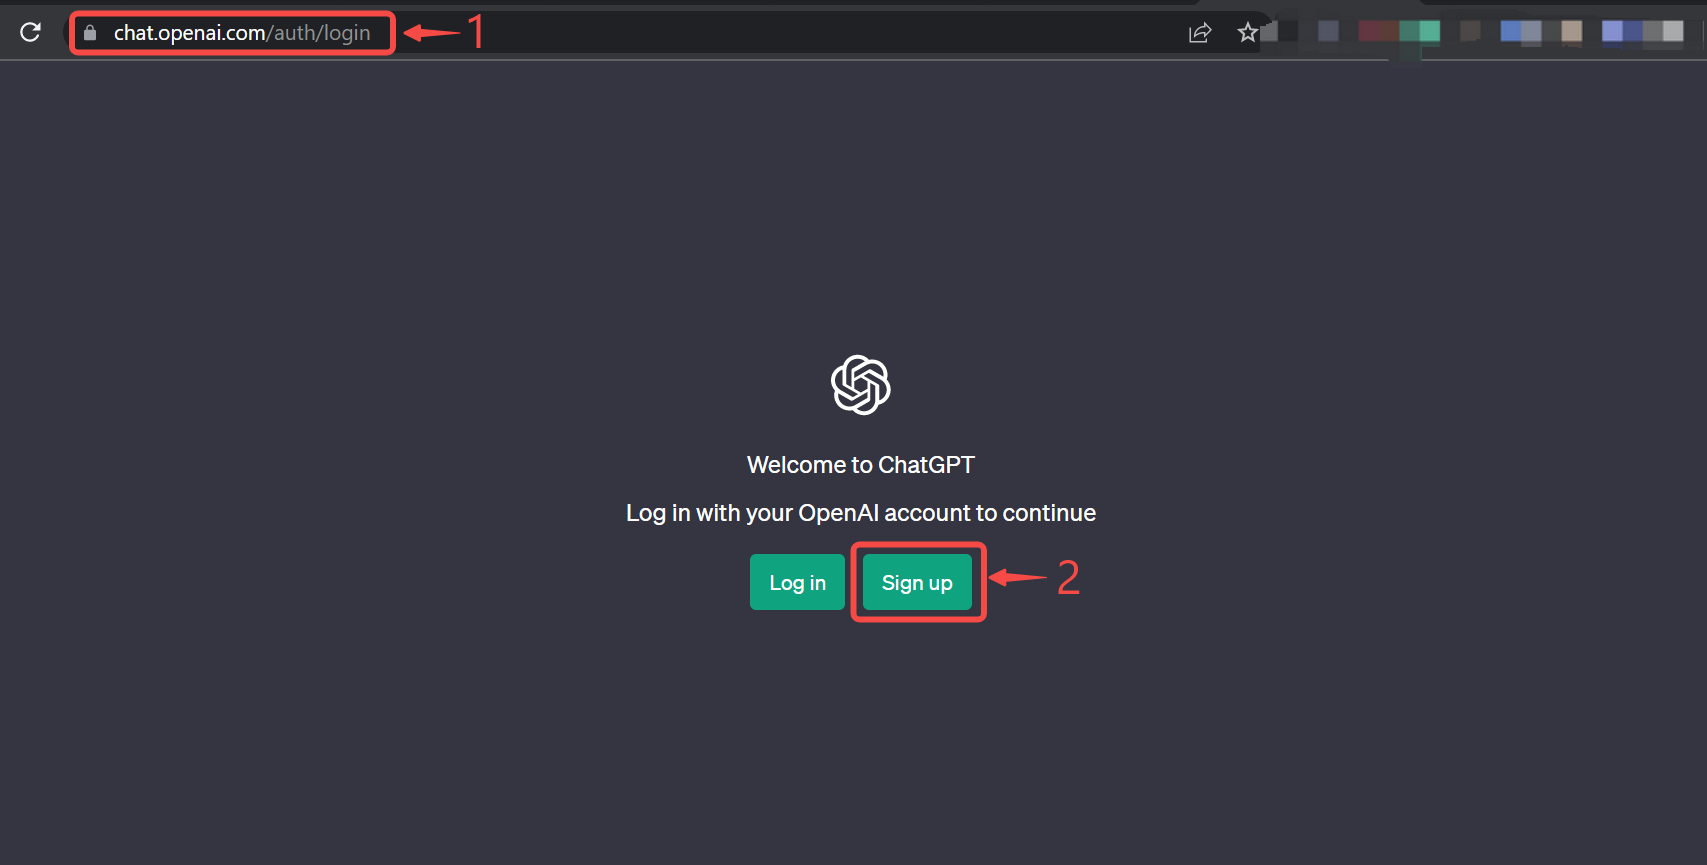 chat.openai.com/auth/login 1
Welcome to ChatGPT
Log in with your OpenAI account to continue
Log in
Sign up
2